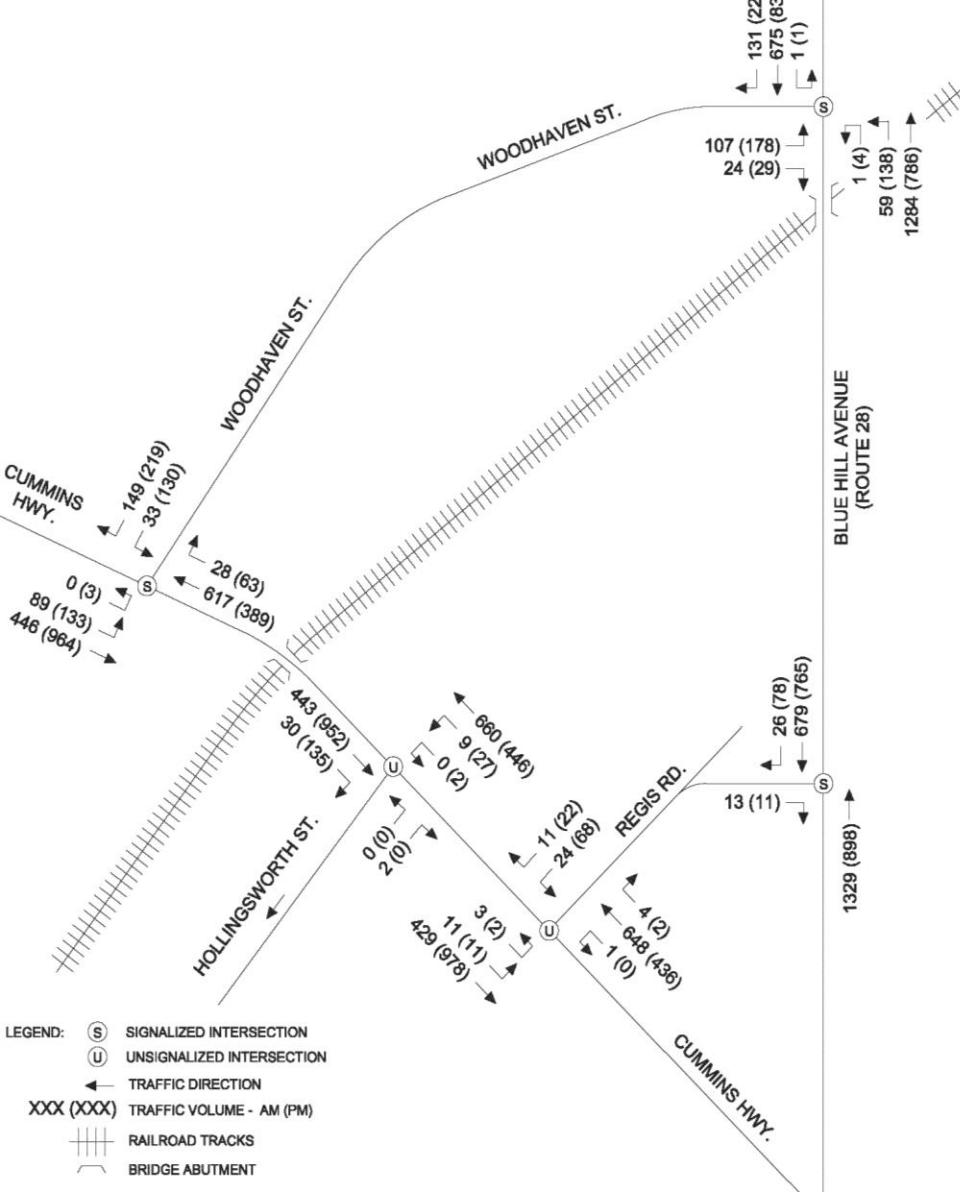 131 (22
675 (83
1 (1)
WOODHAVEN ST.
107 (178)
24 (29)
1 (4)
59 (138)
1284 (786)
WOODHAVEN ST.
BLUE HILL AVENUE
(ROUTE 28)
CUMMINS
HWY.
149 (219)
33 (130)
S
S
0 (3)
89 (133)
446 (964)
28 (63)
617 (389)
443 (952)
30 (135)
660 (446)
9 (27)
0 (2)
U
0 (0)
2 (0)
HOLLINGSWORTH ST.
26 (78)
679 (765)
REGIS RD.
S
13 (11)
1329 (898)
11 (22)
24 (68)
3 (2)
11 (11)
429 (978)
U
4 (2)
648 (436)
1 (0)
CUMMINS HWY.
LEGEND:
S SIGNALIZED INTERSECTION
U UNSIGNALIZED INTERSECTION
TRAFFIC DIRECTION
XXX (XXX) TRAFFIC VOLUME - AM (PM)
RAILROAD TRACKS
BRIDGE ABUTMENT